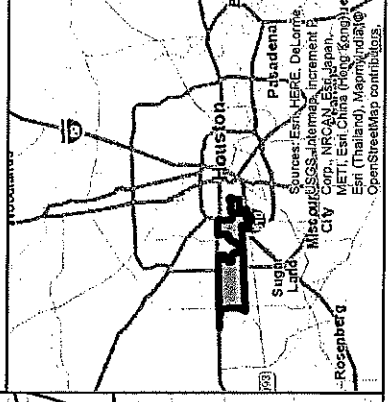 Houston
Pasadena
Sugar
Land
Missouri
City
Rosenberg
Sources: Esri, HERE, DeLorme,
USGS, Intermap, increment P
Corp., NRCAN, Esri Japan,
METI, Esri China (Hong Kong),
Esri (Thailand), MapmyIndia, ©
OpenStreetMap contributors,